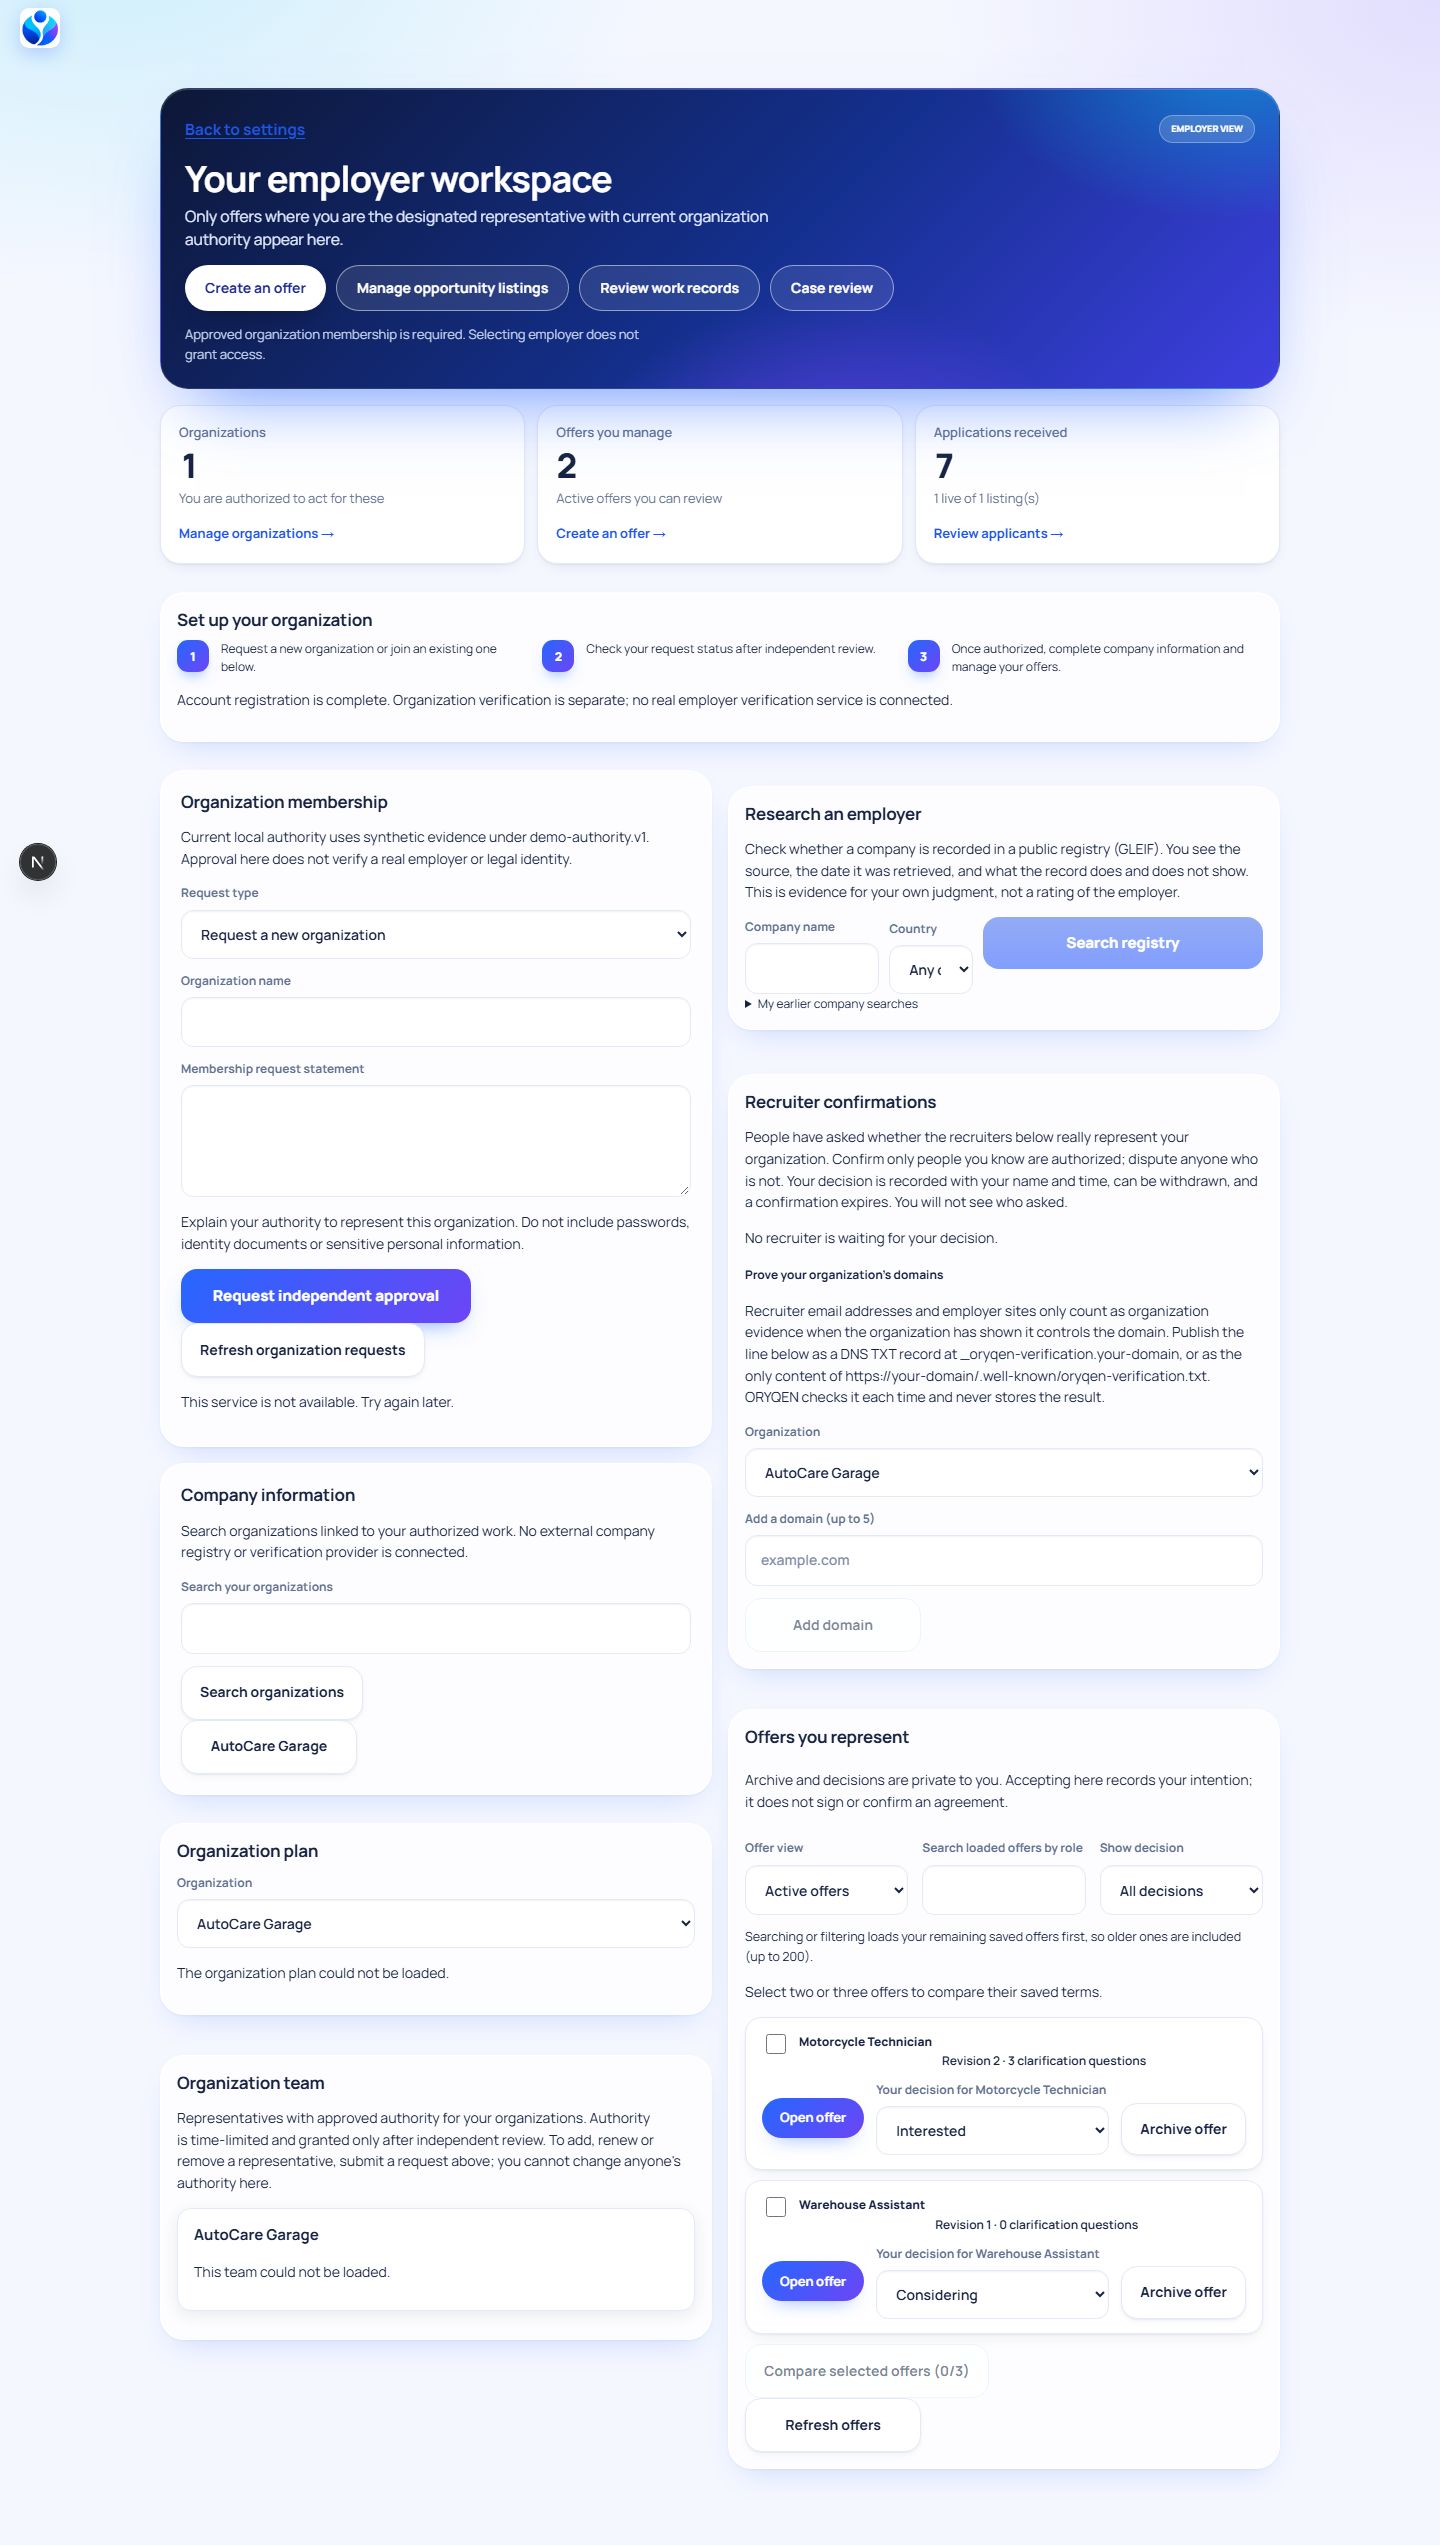 Back to settings
EMPLOYER VIEW
Your employer workspace
Only offers where you are the designated representative with current organization
authority appear here.
Create an offer
Manage opportunity listings
Review work records
Case review
Approved organization membership is required. Selecting employer does not
grant access.
Organizations
1
You are authorized to act for these
Manage organizations →
Offers you manage
2
Active offers you can review
Create an offer →
Applications received
7
1 live of 1 listing(s)
Review applicants →
Set up your organization
1
Request a new organization or join an existing one
below.
2
Check your request status after independent review.
3
Once authorized, complete company information and
manage your offers.
Account registration is complete. Organization verification is separate; no real employer verification service is connected.
Organization membership
Current local authority uses synthetic evidence under demo-authority.v1.
Approval here does not verify a real employer or legal identity.
Request type
Request a new organization
Organization name
Membership request statement
Explain your authority to represent this organization. Do not include passwords,
identity documents or sensitive personal information.
Request independent approval
Refresh organization requests
This service is not available. Try again later.
Company information
Search organizations linked to your authorized work. No external company
registry or verification provider is connected.
Search your organizations
Search organizations
AutoCare Garage
Organization plan
Organization
AutoCare Garage
The organization plan could not be loaded.
Organization team
Representatives with approved authority for your organizations. Authority
is time-limited and granted only after independent review. To add, renew or
remove a representative, submit a request above; you cannot change anyone's
authority here.
AutoCare Garage
This team could not be loaded.
Research an employer
Check whether a company is recorded in a public registry (GLEIF). You see the
source, the date it was retrieved, and what the record does and does not show.
This is evidence for your own judgment, not a rating of the employer.
Company name
Country
Any c
Search registry
My earlier company searches
Recruiter confirmations
People have asked whether the recruiters below really represent your
organization. Confirm only people you know are authorized; dispute anyone who
is not. Your decision is recorded with your name and time, can be withdrawn, and
a confirmation expires. You will not see who asked.
No recruiter is waiting for your decision.
Prove your organization's domains
Recruiter email addresses and employer sites only count as organization
evidence when the organization has shown it controls the domain. Publish the
line below as a DNS TXT record at _oryqen-verification.your-domain, or as the
only content of https://your-domain/.well-known/oryqen-verification.txt.
ORYQEN checks it each time and never stores the result.
Organization
AutoCare Garage
Add a domain (up to 5)
example.com
Add domain
Offers you represent
Archive and decisions are private to you. Accepting here records your intention;
it does not sign or confirm an agreement.
Offer view
Active offers
Search loaded offers by role
Show decision
All decisions
Searching or filtering loads your remaining saved offers first, so older ones are included
(up to 200).
Select two or three offers to compare their saved terms.
Motorcycle Technician
Revision 2 · 3 clarification questions
Open offer
Your decision for Motorcycle Technician
Interested
Archive offer
Warehouse Assistant
Revision 1 · 0 clarification questions
Open offer
Your decision for Warehouse Assistant
Considering
Archive offer
Compare selected offers (0/3)
Refresh offers
N